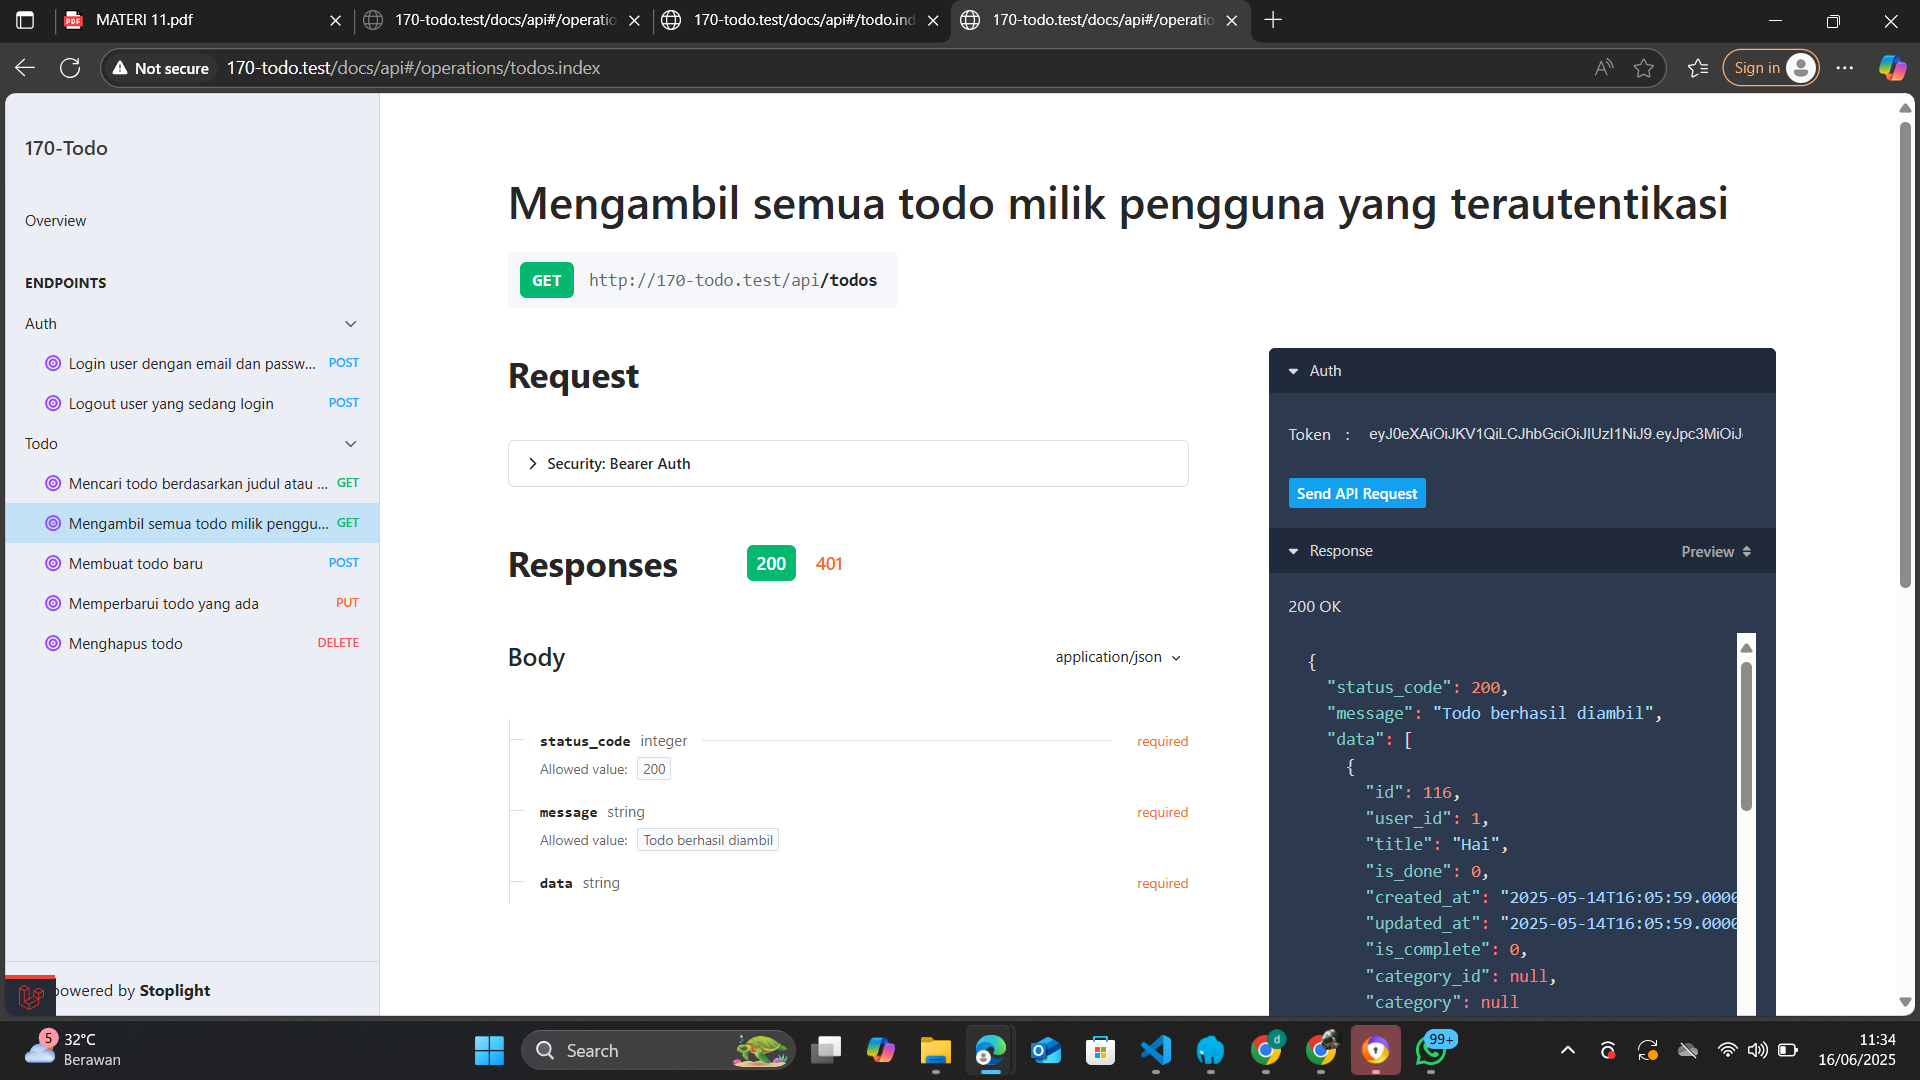 MATERI 11.pdf
170-todo.test/docs/api#/operatio
170-todo.test/docs/api#/todo.ind
170-todo.test/docs/api#/operatio
Not secure
170-todo.test/docs/api#/operations/todos.index
Sign in
170-Todo
Overview
ENDPOINTS
Auth
Login user dengan email dan passw... POST
Logout user yang sedang login POST
Todo
Mencari todo berdasarkan judul atau ... GET
Mengambil semua todo milik penggu... GET
Membuat todo baru POST
Memperbarui todo yang ada PUT
Menghapus todo DELETE
powered by Stoplight
Mengambil semua todo milik pengguna yang terautentikasi
GET http://170-todo.test/api/todos
Request
Security: Bearer Auth
Responses 200 401
Body application/json
status_code integer required
Allowed value: 200
message string required
Allowed value: Todo berhasil diambil
data string required
Auth
Token : eyJ0eXAiOiJKV1QiLCJhbGciOiJIUzI1NiJ9.eyJpc3MiOiJ
Send API Request
Response Preview
200 OK
{
"status_code": 200,
"message": "Todo berhasil diambil",
"data": [
{
"id": 116,
"user_id": 1,
"title": "Hai",
"is_done": 0,
"created_at": "2025-05-14T16:05:59.0000
"updated_at": "2025-05-14T16:05:59.0000
"is_complete": 0,
"category_id": null,
"category": null
5
32°C
Berawan
Search
99+
11:34
16/06/2025